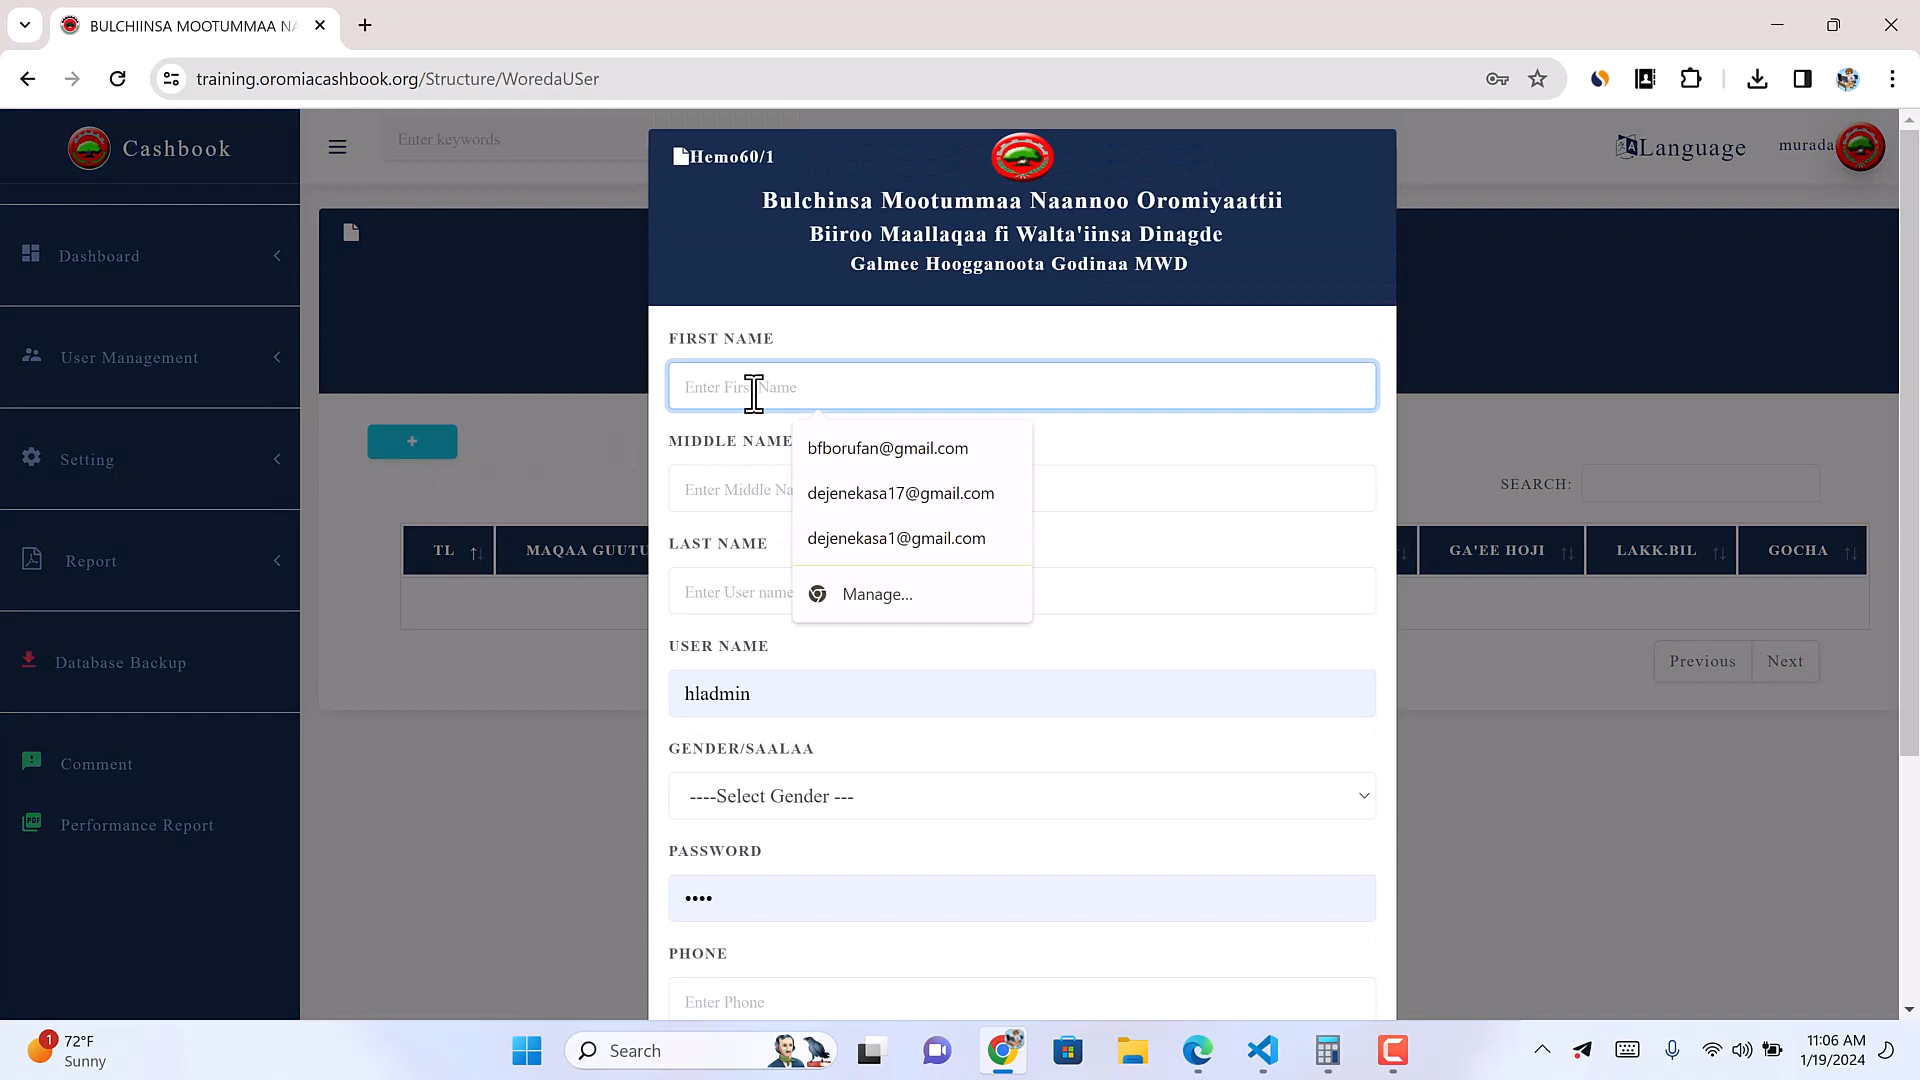 BULCHIINSA MOOTUMMAA NA
training.oromiacashbook.org/Structure/WoredaUSer
Cashbook
Enter keywords
Language
murada
Dashboard
User Management
Setting
Report
Database Backup
Comment
Performance Report
Hemo60/1
Bulchinsa Mootummaa Naannoo Oromiyaattii
Biiroo Maallaqaa fi Walta'iinsa Dinagde
Galmee Hoogganoota Godinaa MWD
FIRST NAME
Enter First Name
MIDDLE NAME
Enter Middle Na
LAST NAME
Enter User name
bfborufan@gmail.com
dejenekasa17@gmail.com
dejenekasa1@gmail.com
Manage...
USER NAME
hladmin
GENDER/SAALAA
----Select Gender ---
PASSWORD
••••
PHONE
Enter Phone
+
SEARCH:
TL
MAQAA GUUTU
GA'EE HOJI
LAKK.BIL
GOCHA
Previous
Next
1
72°F
Sunny
Search
11:06 AM
1/19/2024